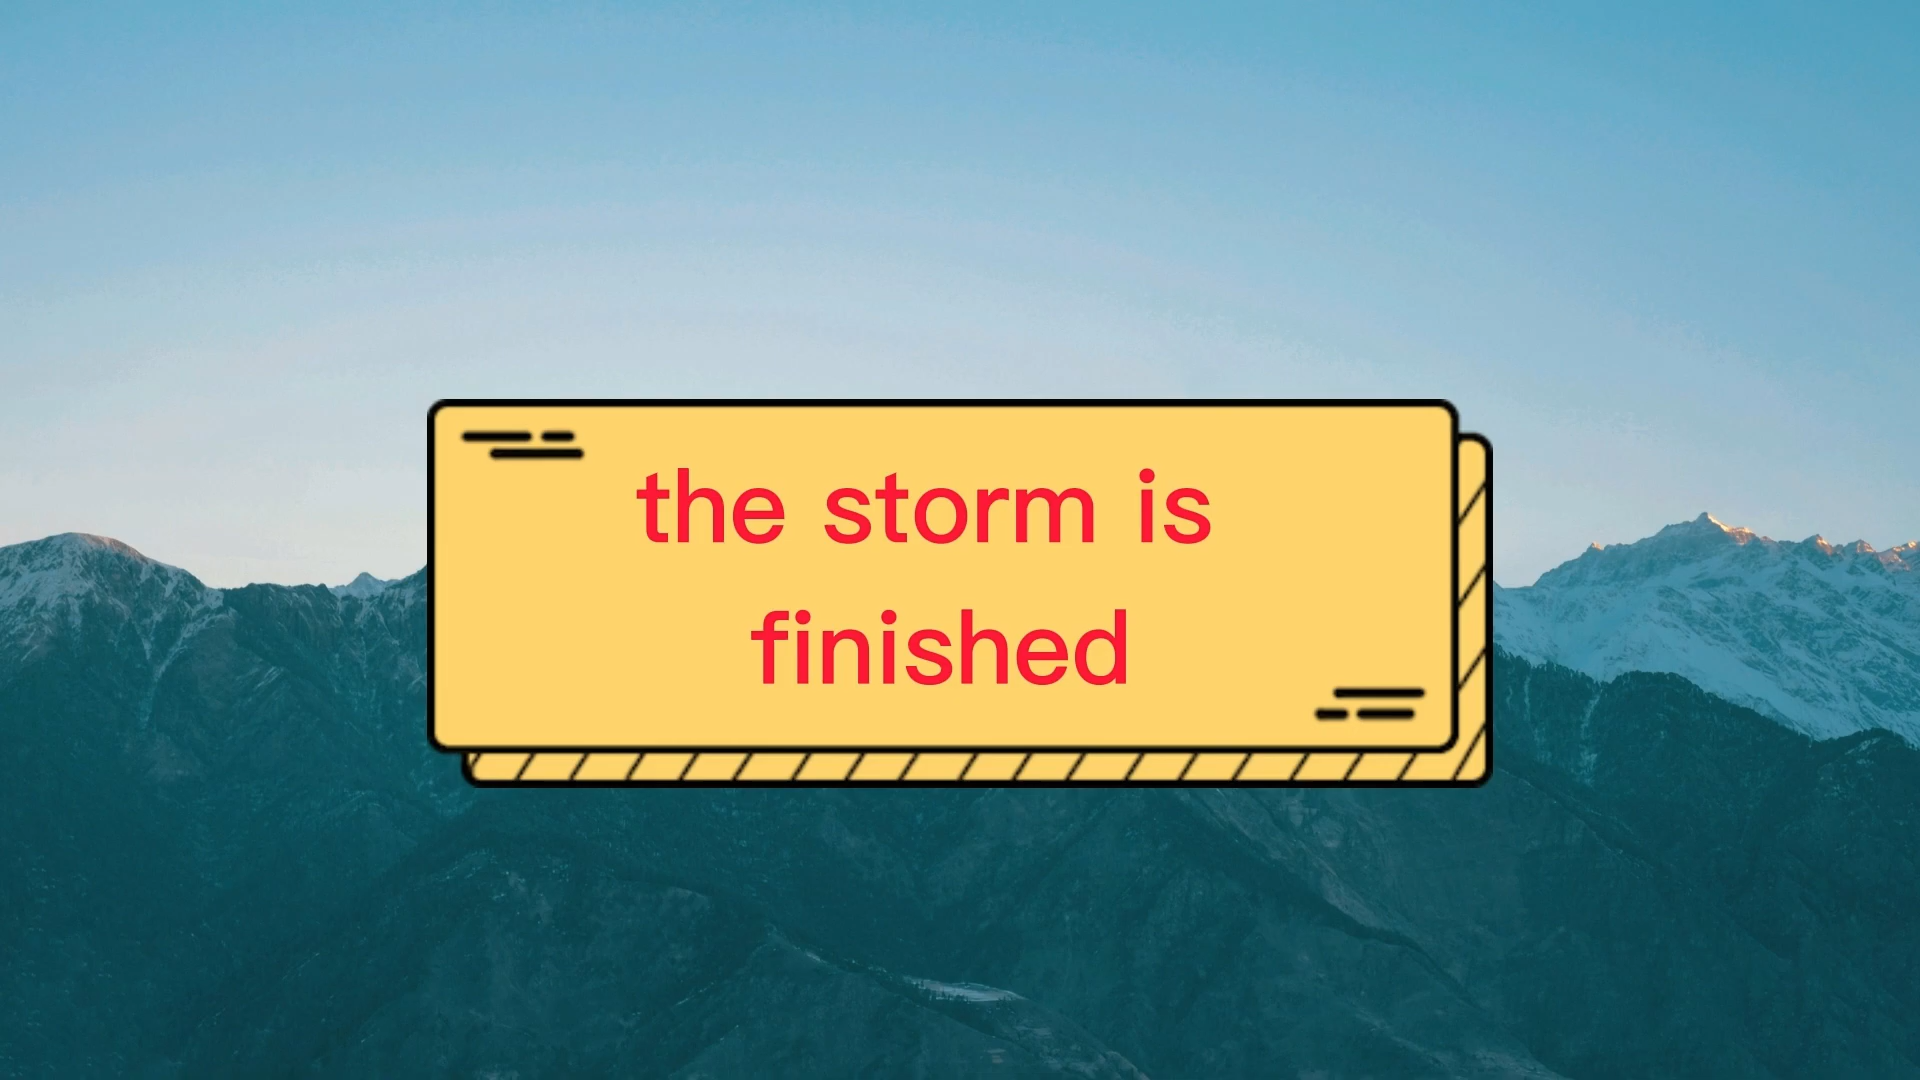 the storm is
finished